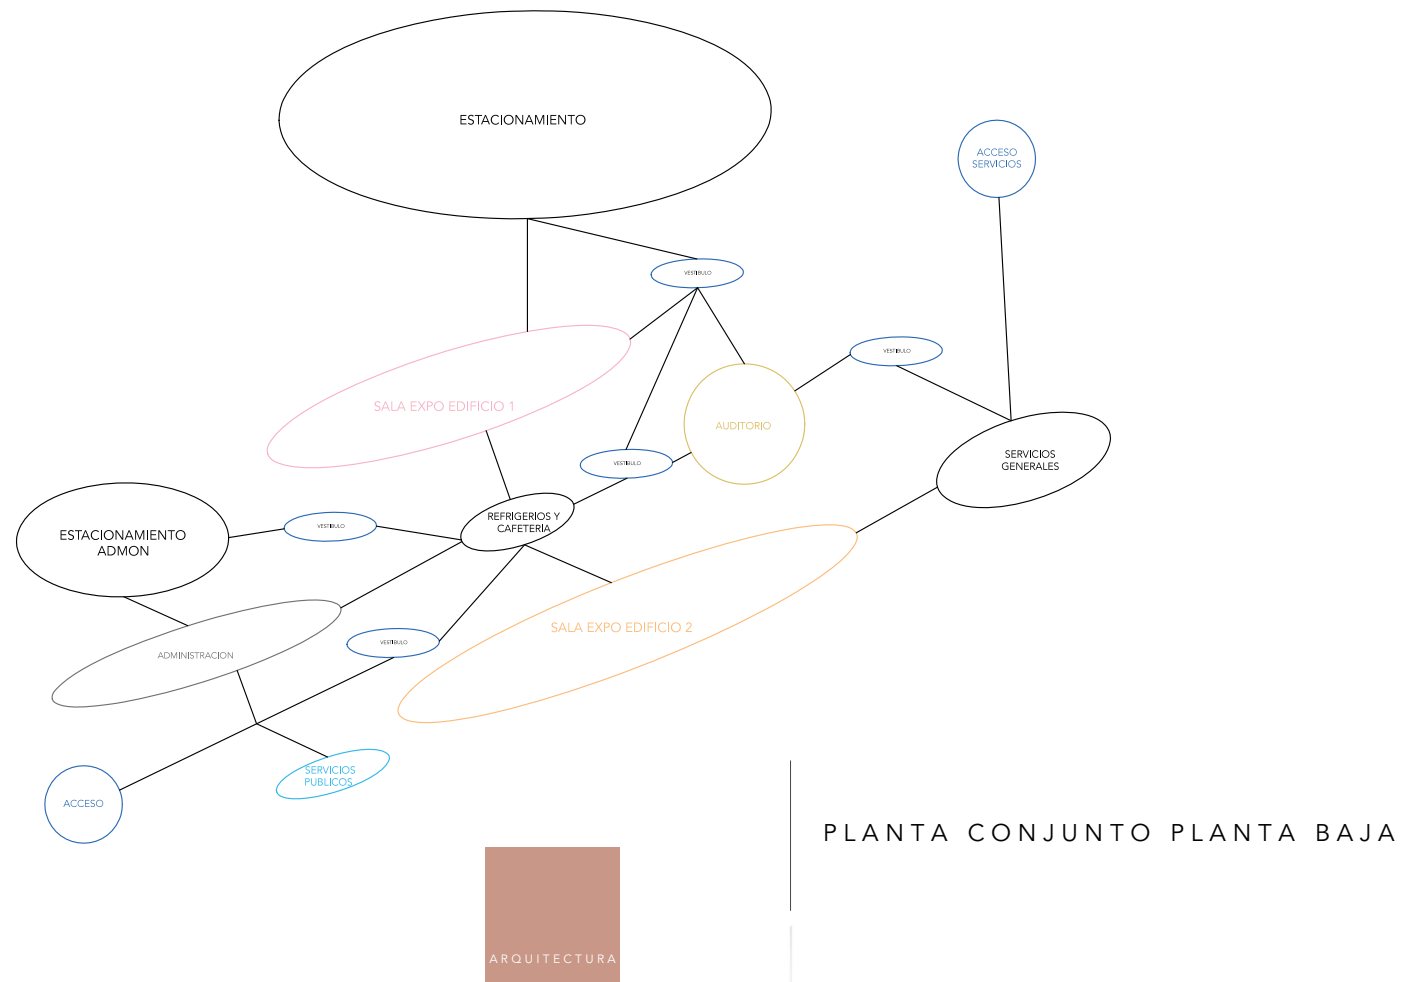 ESTACIONAMIENTO
ACCESO
SERVICIOS
VESTIBULO
VESTIBULO
SALA EXPO EDIFICIO 1
AUDITORIO
VESTIBULO
SERVICIOS
GENERALES
REFRIGERIOS Y
CAFETERÍA
VESTIBULO
ESTACIONAMIENTO
ADMON
SALA EXPO EDIFICIO 2
VESTIBULO
ADMINISTRACION
SERVICIOS
PUBLICOS
ACCESO
PLANTA CONJUNTO PLANTA BAJA
ARQUITECTURA